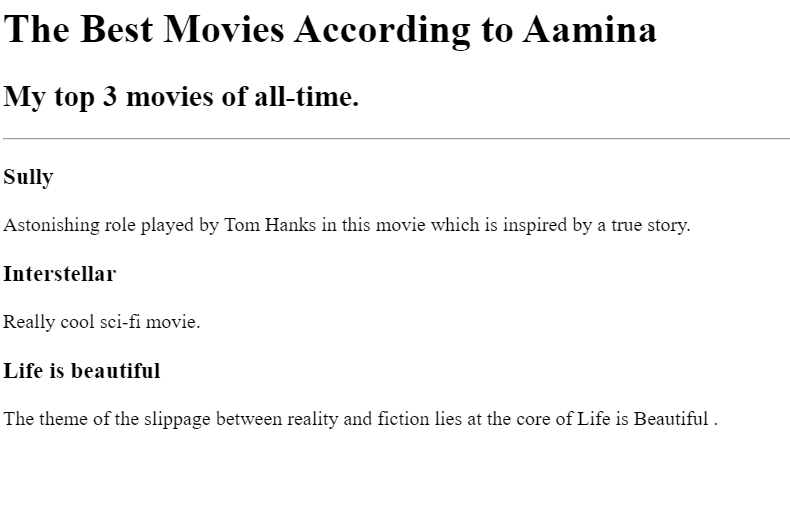 The Best Movies According to Aamina
My top 3 movies of all-time.
Sully
Astonishing role played by Tom Hanks in this movie which is inspired by a true story.
Interstellar
Really cool sci-fi movie.
Life is beautiful
The theme of the slippage between reality and fiction lies at the core of Life is Beautiful .